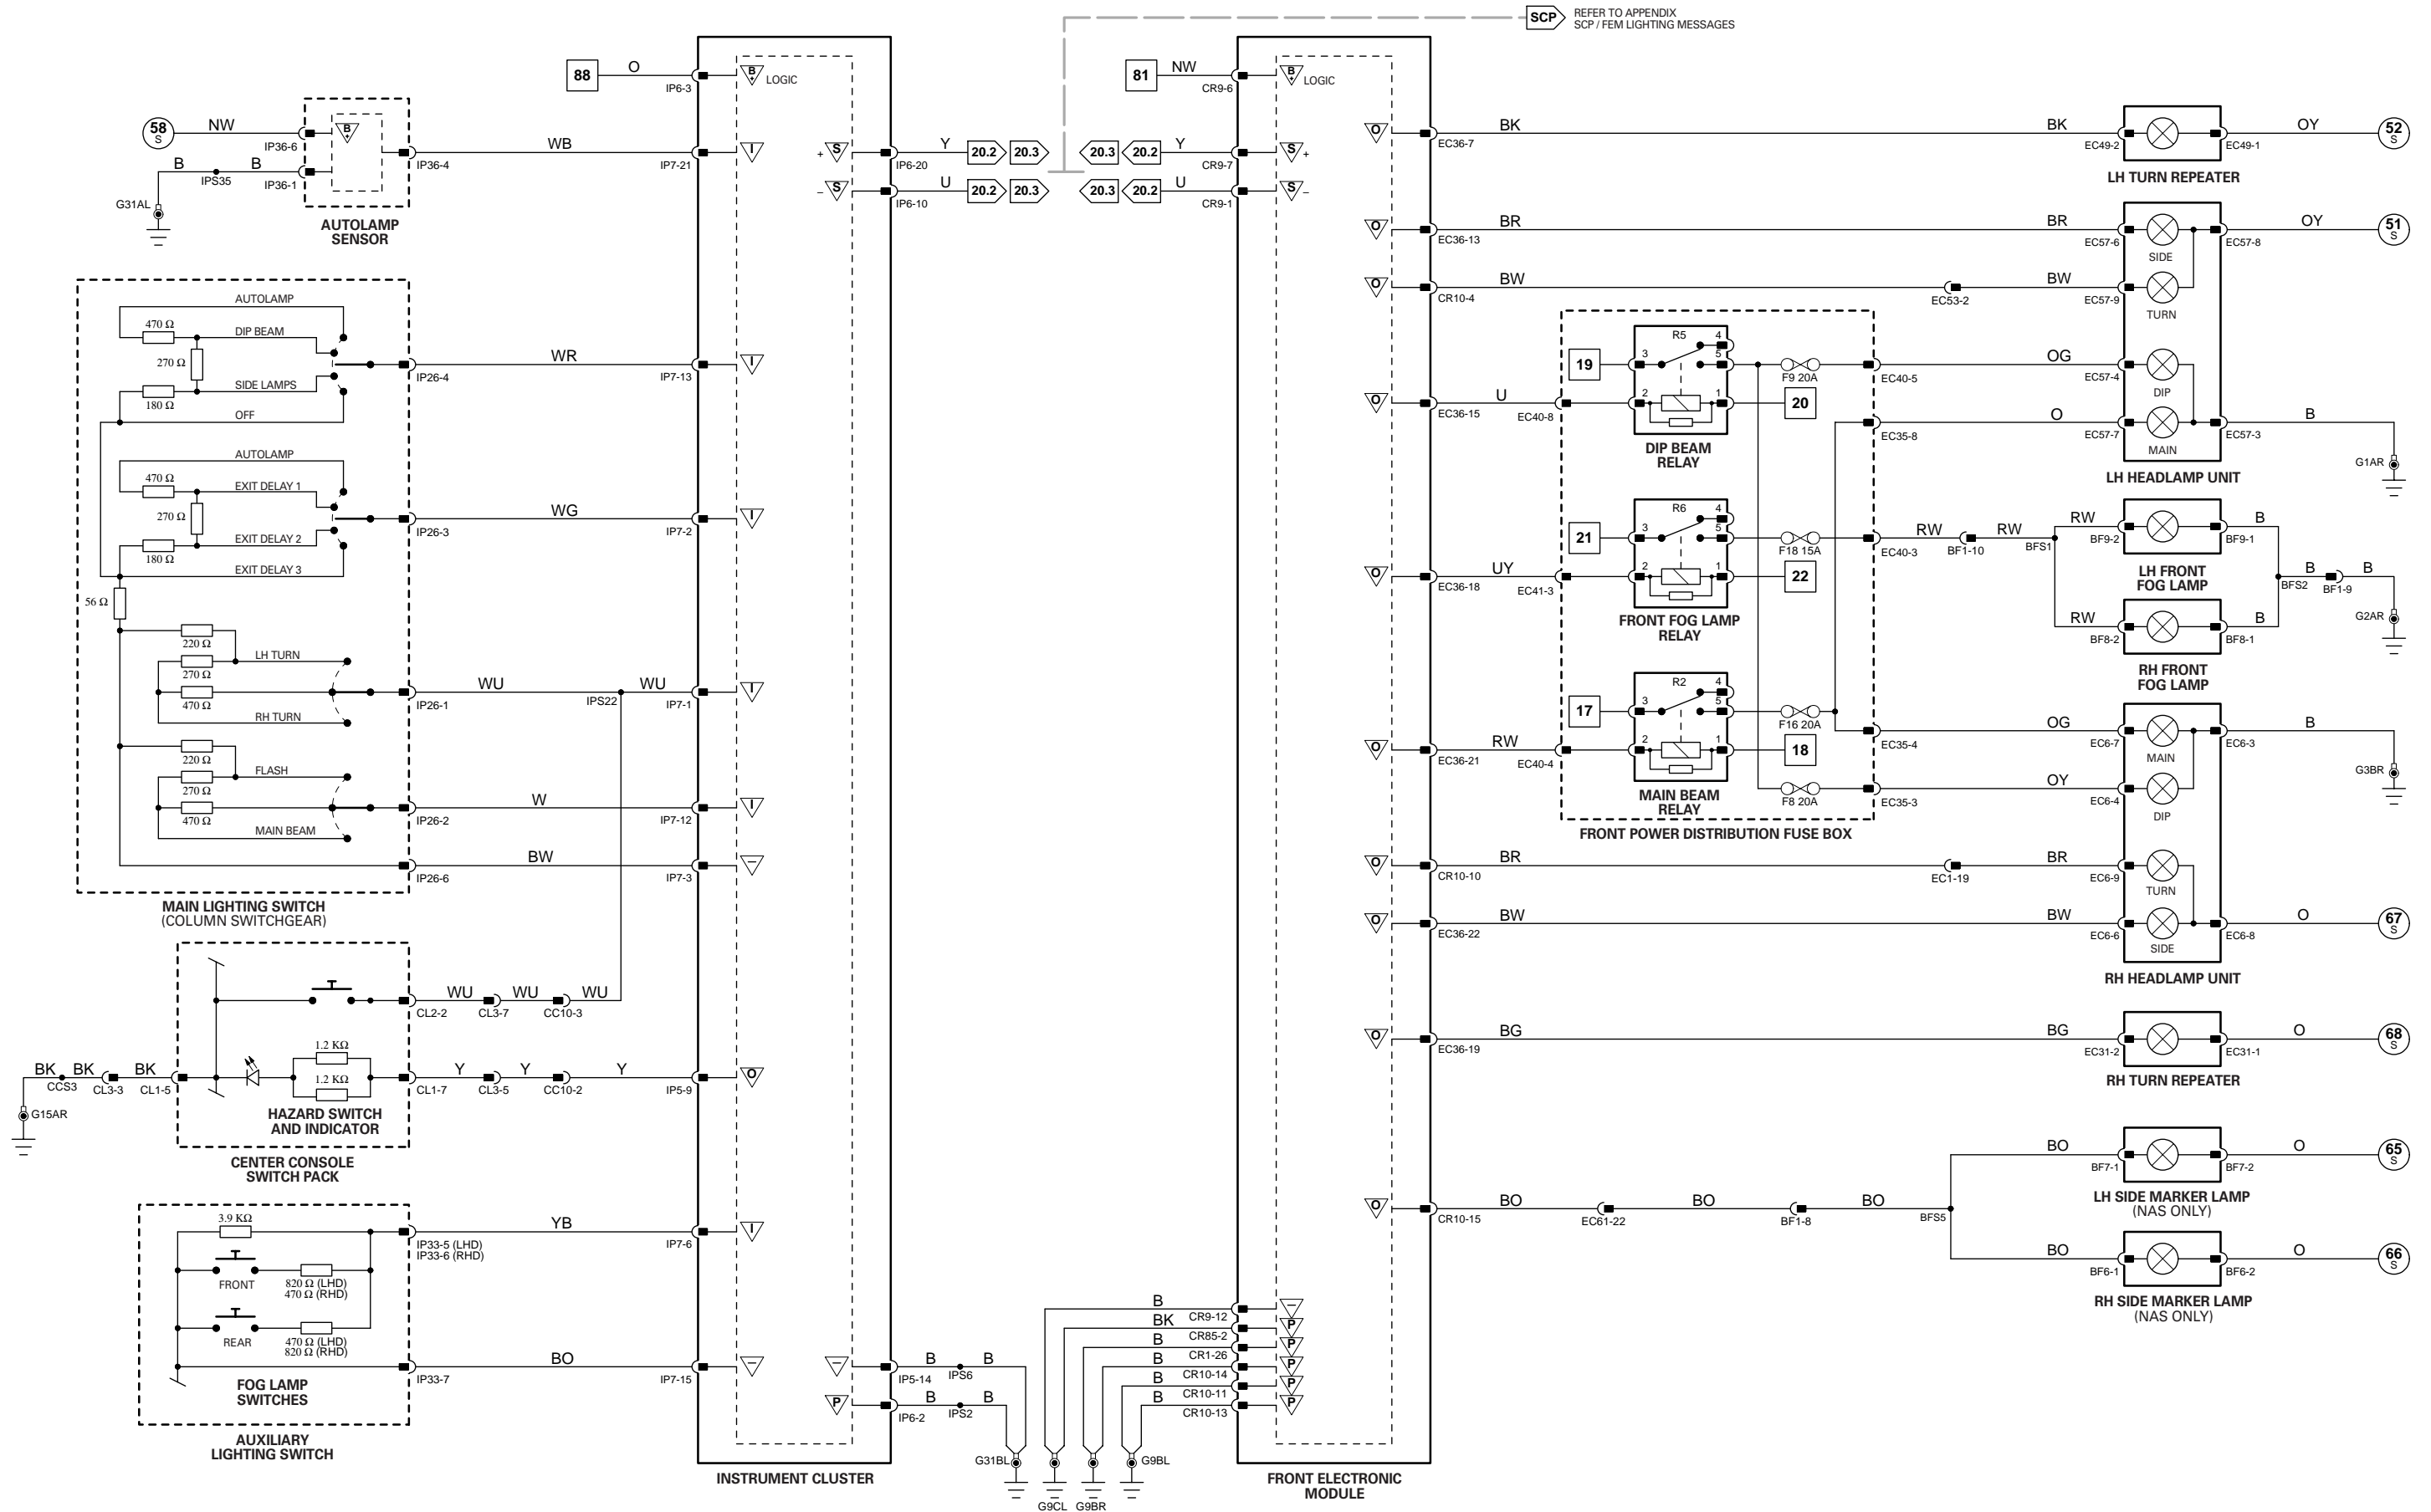 SCP
REFER TO APPENDIX
SCP / FEM LIGHTING MESSAGES
58
S
NW
IP36-6
B
+
B
IPS35
B
IP36-1
G31AL
IP36-4
WB
IP7-21
AUTOLAMP
SENSOR
AUTOLAMP
470 Ω
DIP BEAM
270 Ω
SIDE LAMPS
180 Ω
OFF
IP26-4
WR
IP7-13
I
AUTOLAMP
470 Ω
EXIT DELAY 1
270 Ω
EXIT DELAY 2
180 Ω
EXIT DELAY 3
IP26-3
WG
IP7-2
I
56 Ω
220 Ω
LH TURN
270 Ω
470 Ω
RH TURN
IP26-1
WU
IPS22
WU
IP7-1
I
220 Ω
FLASH
270 Ω
470 Ω
MAIN BEAM
IP26-2
W
IP7-12
I
IP26-6
BW
IP7-3
–
MAIN LIGHTING SWITCH
(COLUMN SWITCHGEAR)
CL2-2
WU
CL3-7
WU
CC10-3
WU
1.2 KΩ
1.2 KΩ
BK
CCS3
BK
CL3-3
BK
CL1-5
G15AR
CL1-7
Y
CL3-5
Y
CC10-2
Y
IP5-9
O
HAZARD SWITCH
AND INDICATOR
CENTER CONSOLE
SWITCH PACK
3.9 KΩ
FRONT
820 Ω (LHD)
470 Ω (RHD)
REAR
470 Ω (LHD)
820 Ω (RHD)
IP33-5 (LHD)
IP33-6 (RHD)
YB
IP7-6
I
IP33-7
BO
IP7-15
–
FOG LAMP
SWITCHES
AUXILIARY
LIGHTING SWITCH
88
O
IP6-3
B
+
LOGIC
I
+
S
IP6-20
Y
20.2
20.3
–
S
IP6-10
U
20.2
20.3
–
IP5-14
B
IPS6
B
P
IP6-2
B
IPS2
B
G31BL
INSTRUMENT CLUSTER
81
NW
CR9-6
B
+
LOGIC
20.3
20.2
Y
CR9-7
S
+
20.3
20.2
U
CR9-1
S
–
B
CR9-12
–
BK
CR85-2
P
B
CR1-26
P
B
CR10-14
P
B
CR10-11
P
B
CR10-13
P
G9CL
G9BR
G9BL
FRONT ELECTRONIC
MODULE
O
EC36-7
BK
BK
EC49-2
EC49-1
OY
52
S
LH TURN REPEATER
O
EC36-13
BR
BR
EC57-6
SIDE
EC57-8
OY
51
S
O
CR10-4
BW
EC53-2
BW
EC57-9
TURN
O
EC36-15
U
EC40-8
R5
19
3
4
5
2
1
20
DIP BEAM
RELAY
F9 20A
EC40-5
OG
EC57-4
DIP
EC35-8
O
EC57-7
MAIN
EC57-3
B
G1AR
LH HEADLAMP UNIT
O
EC36-18
UY
EC41-3
R6
21
3
4
5
2
1
22
FRONT FOG LAMP
RELAY
F18 15A
EC40-3
RW
BF1-10
RW
BFS1
RW
BF9-2
BF9-1
B
LH FRONT
FOG LAMP
RW
BF8-2
BF8-1
B
BFS2
B
BF1-9
B
G2AR
RH FRONT
FOG LAMP
O
EC36-21
RW
EC40-4
R2
17
3
4
5
2
1
18
MAIN BEAM
RELAY
F16 20A
EC35-4
OG
EC6-7
MAIN
EC6-3
B
G3BR
F8 20A
EC35-3
OY
EC6-4
DIP
FRONT POWER DISTRIBUTION FUSE BOX
O
CR10-10
BR
EC1-19
BR
EC6-9
TURN
O
EC36-22
BW
BW
EC6-6
SIDE
EC6-8
O
67
S
RH HEADLAMP UNIT
O
EC36-19
BG
BG
EC31-2
EC31-1
O
68
S
RH TURN REPEATER
O
CR10-15
BO
EC61-22
BO
BF1-8
BO
BFS5
BO
BF7-1
BF7-2
O
65
S
LH SIDE MARKER LAMP
(NAS ONLY)
BO
BF6-1
BF6-2
O
66
S
RH SIDE MARKER LAMP
(NAS ONLY)